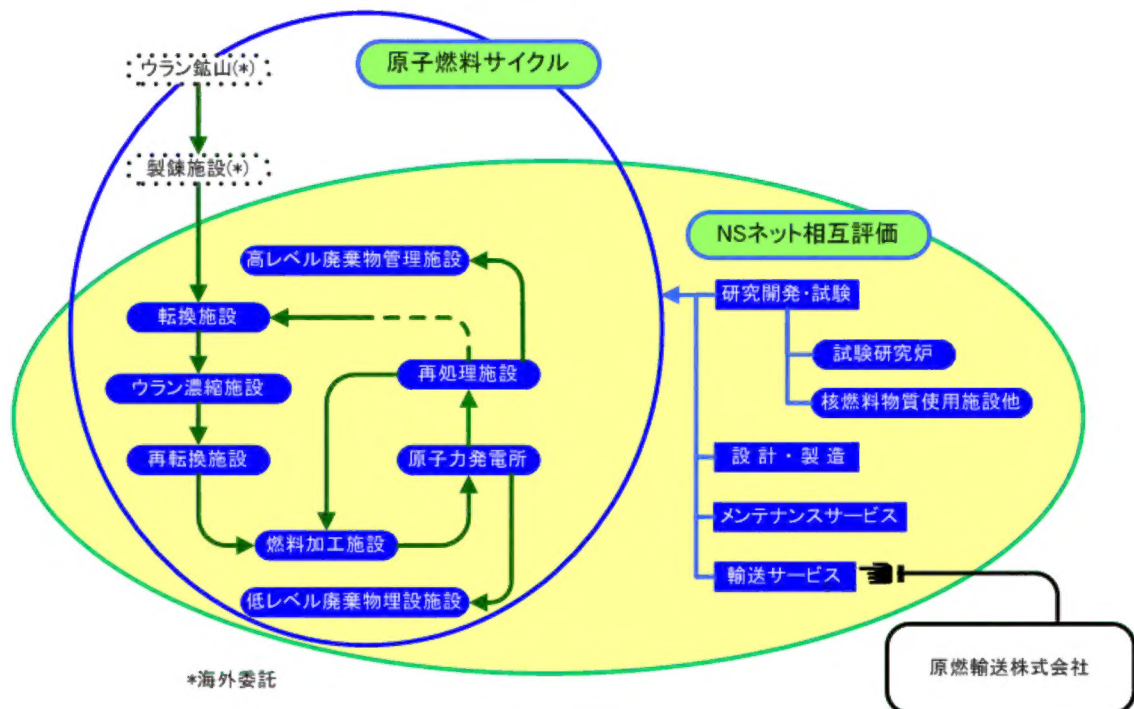 原子燃料サイクル
ウラン鉱山(*)
製錬施設(*)
NSネット相互評価
高レベル廃棄物管理施設
研究開発・試験
転換施設
試験研究炉
再処理施設
ウラン濃縮施設
核燃料物質使用施設他
再転換施設
原子力発電所
設計・製造
メンテナンスサービス
燃料加工施設
輸送サービス
低レベル廃棄物埋設施設
原燃輸送株式会社
*海外委託